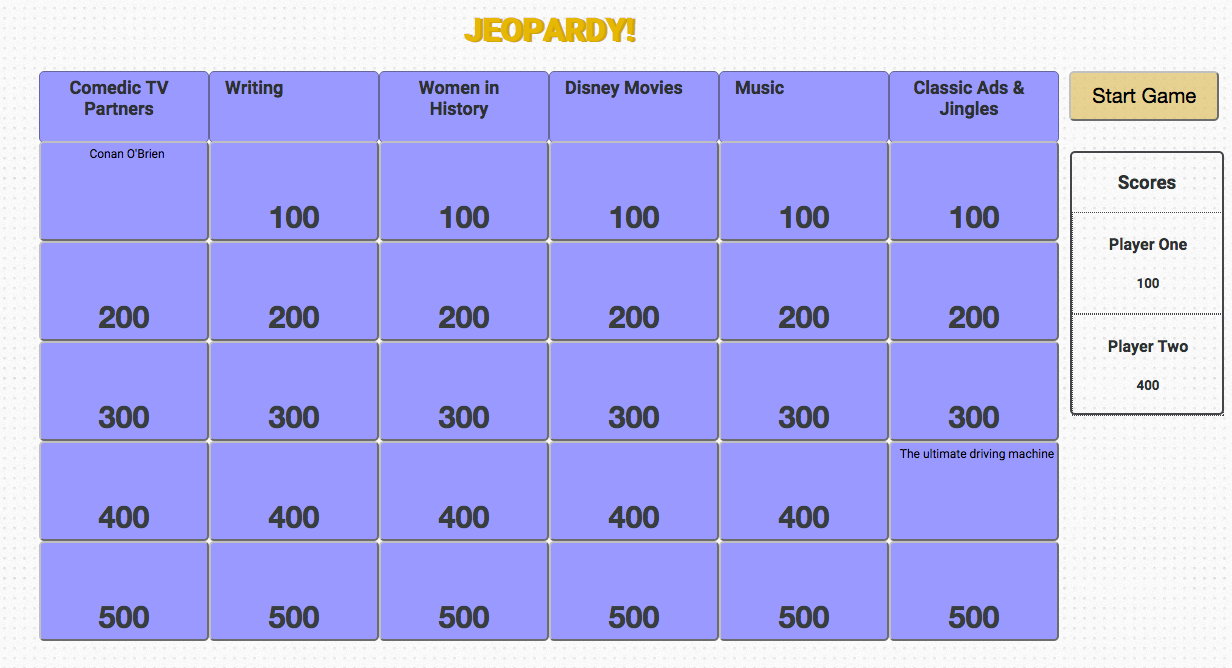 JEOPARDY!
Comedic TV Partners
Writing
Women in History
Disney Movies
Music
Classic Ads & Jingles
Start Game
Conan O'Brien
100
100
100
100
100
200
200
200
200
200
200
300
300
300
300
300
300
400
400
400
400
400
The ultimate driving machine
500
500
500
500
500
500
Scores
Player One
100
Player Two
400